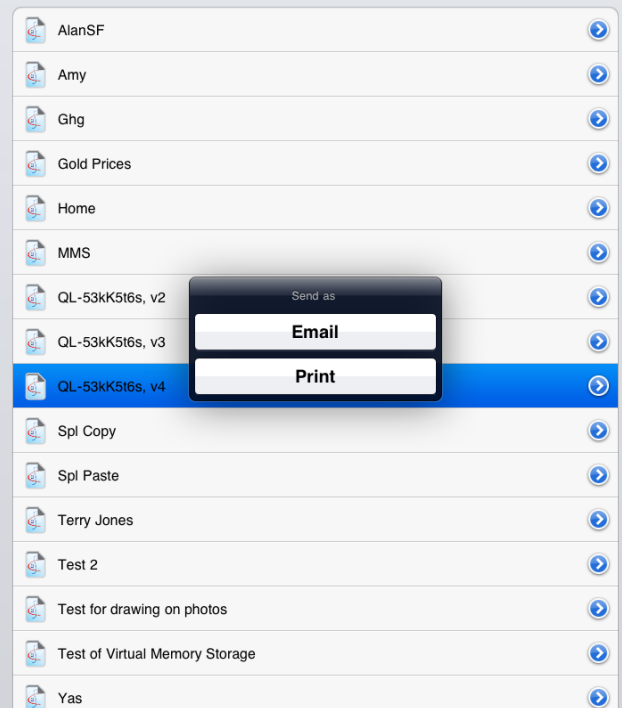 AlanSF
Amy
Ghg
Gold Prices
Home
MMS
QL-53kK5t6s, v2
QL-53kK5t6s, v3
QL-53kK5t6s, v4
Send as
Email
Print
Spl Copy
Spl Paste
Terry Jones
Test 2
Test for drawing on photos
Test of Virtual Memory Storage
Yas